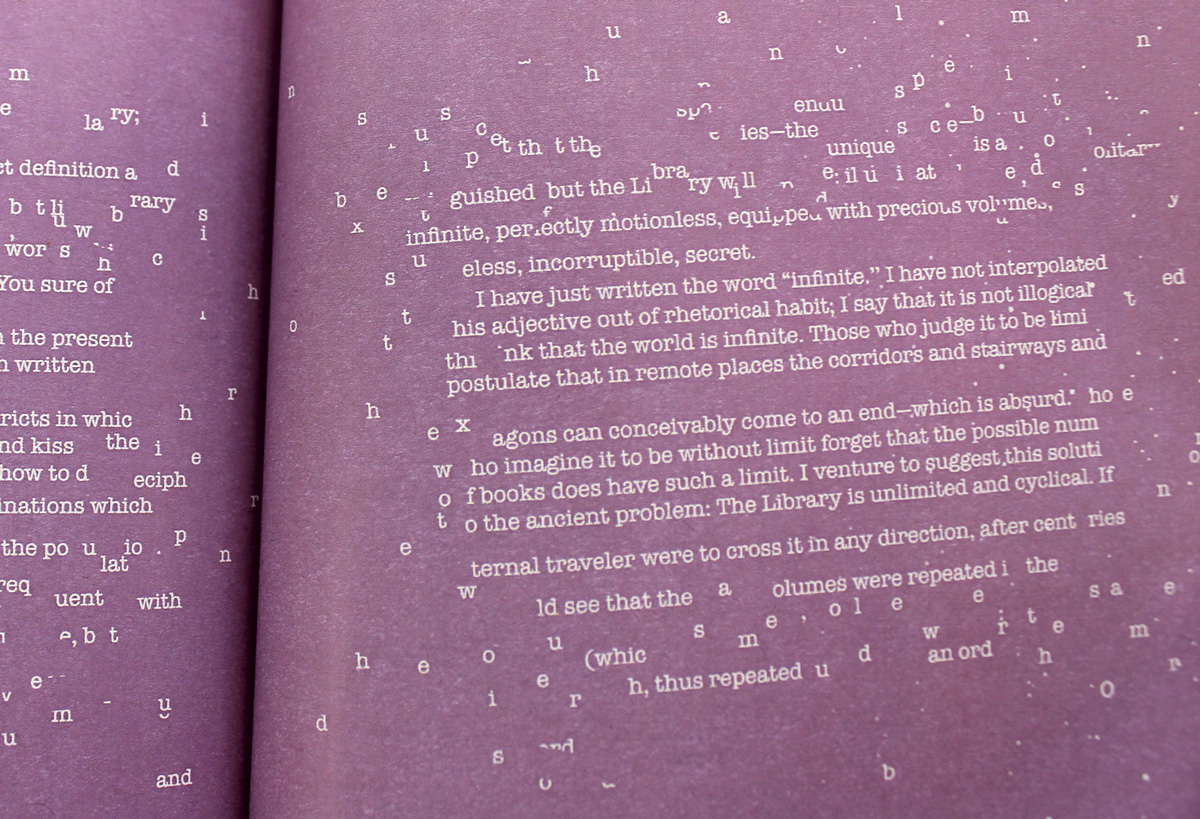 m
la ry; i
ct definition a d
b t li
u w b rary s
wor s h c i
You sure of
the present
written
ricts in whic h
nd kiss the i e
how to d eciph
inations which
the po u lat io . p n
req
uent with
, b t
e
m u
u
and
u a l m
n n
h
s u s c s p e i
et th t the ies—the s c e—b u t
p unique is a . o
b e guished but the Li bra ry w i ll i at e d
x infinite, perfectly motionless, equipped with precious volumes, c s y
s u eless, incorruptible, secret.
I have just written the word “infinite.” I have not interpolated
t his adjective out of rhetorical habit; I say that it is not illogical t ed
t thi nk that the world is infinite. Those who judge it to be limi
postulate that in remote places the corridors and stairways and
h
e x agons can conceivably come to an end—which is absurd. ho e
w ho imagine it to be without limit forget that the possible num
o f books does have such a limit. I venture to suggest this soluti
t o the ancient problem: The Library is unlimited and cyclical. If n
e ternal traveler were to cross it in any direction, after cent ries
w ld see that the a olumes were repeated i the
s m e , o l e e s a e
h e o u (whic w r t e m
i e r h, thus repeated u d an ord h r
d O
s and
b